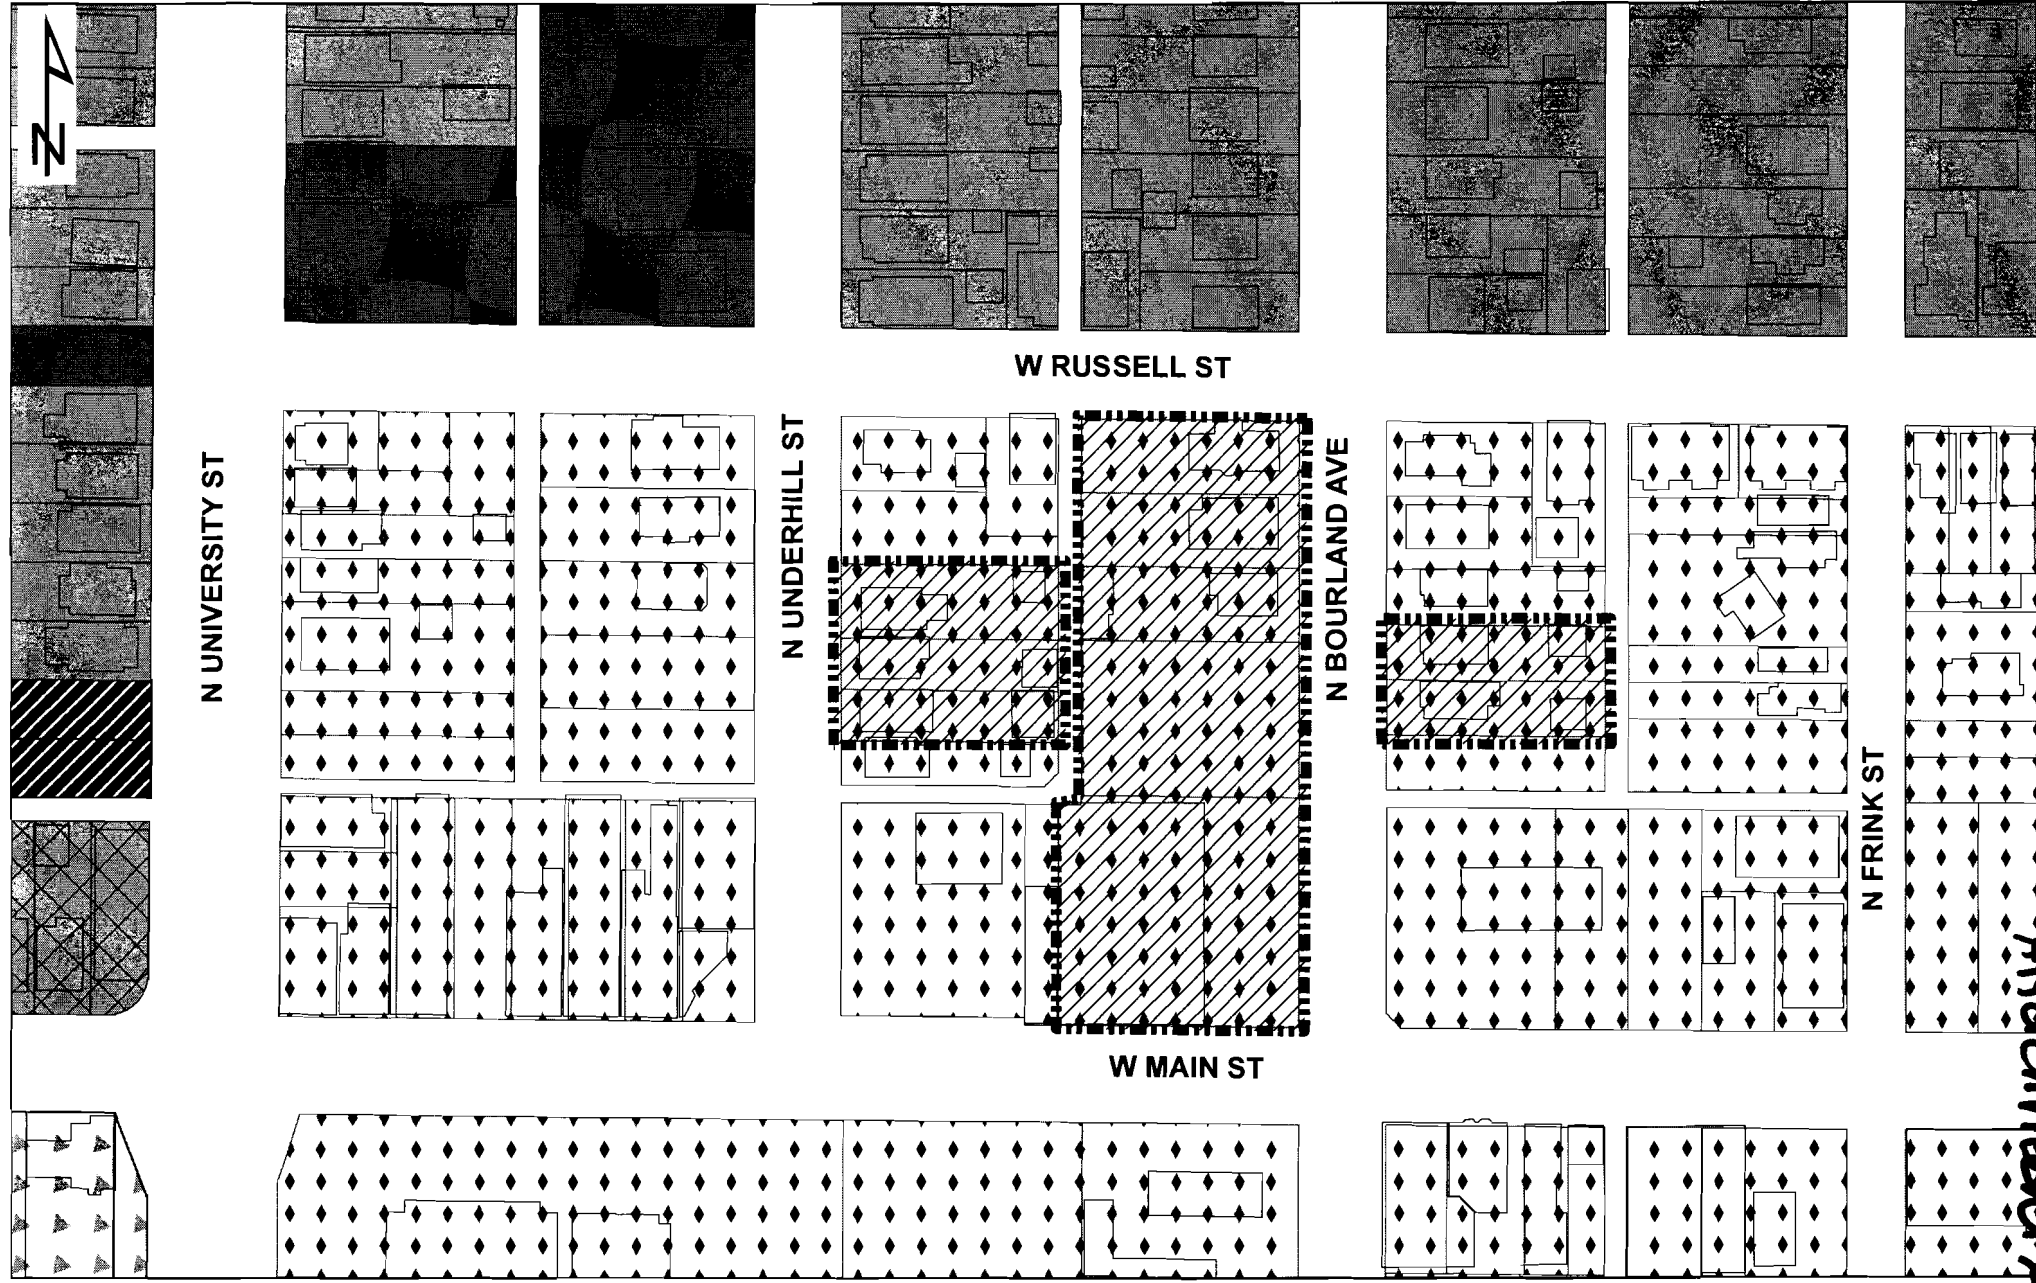 N
W RUSSELL ST
N UNIVERSITY ST
N UNDERHILL ST
N BOURLAND AVE
N FRINK ST
W MAIN ST